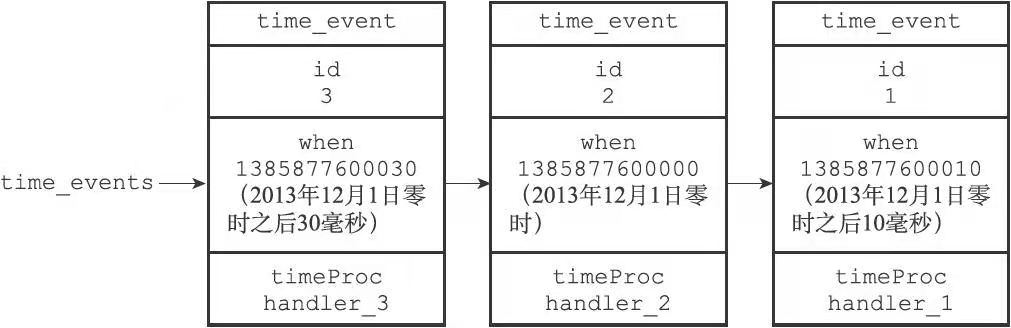 time_events
time_event
id
3
when
1385877600030
(2013年12月1日零
时之后30毫秒)
timeProc
handler_3
time_event
id
2
when
1385877600000
(2013年12月1日零
时)
timeProc
handler_2
time_event
id
1
when
1385877600010
(2013年12月1日零
时之后10毫秒)
timeProc
handler_1